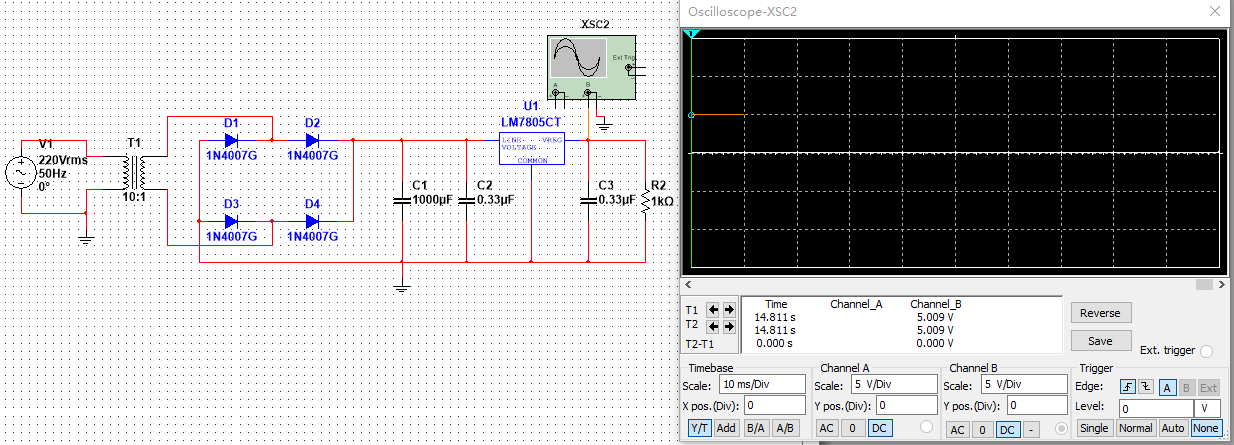 Oscilloscope-XSC2
XSC2
Ext Trig
A B
U1
LM7805CT
LINE VREG
VOLTAGE
COMMON
V1
220Vrms
50Hz
0°
T1
10:1
D1
1N4007G
D2
1N4007G
D3
1N4007G
D4
1N4007G
C1
1000µF
C2
0.33µF
C3
0.33µF
R2
1kΩ
Time Channel_A Channel_B
T1 14.811 s 5.009 V
T2 14.811 s 5.009 V
T2-T1 0.000 s 0.000 V
Reverse
Save
Ext. trigger
Timebase
Scale: 10 ms/Div
X pos.(Div): 0
Y/T Add B/A A/B
Channel A
Scale: 5 V/Div
Y pos.(Div): 0
AC 0 DC
Channel B
Scale: 5 V/Div
Y pos.(Div): 0
AC 0 DC -
Trigger
Edge: A B Ext
Level: 0 V
Single Normal Auto None